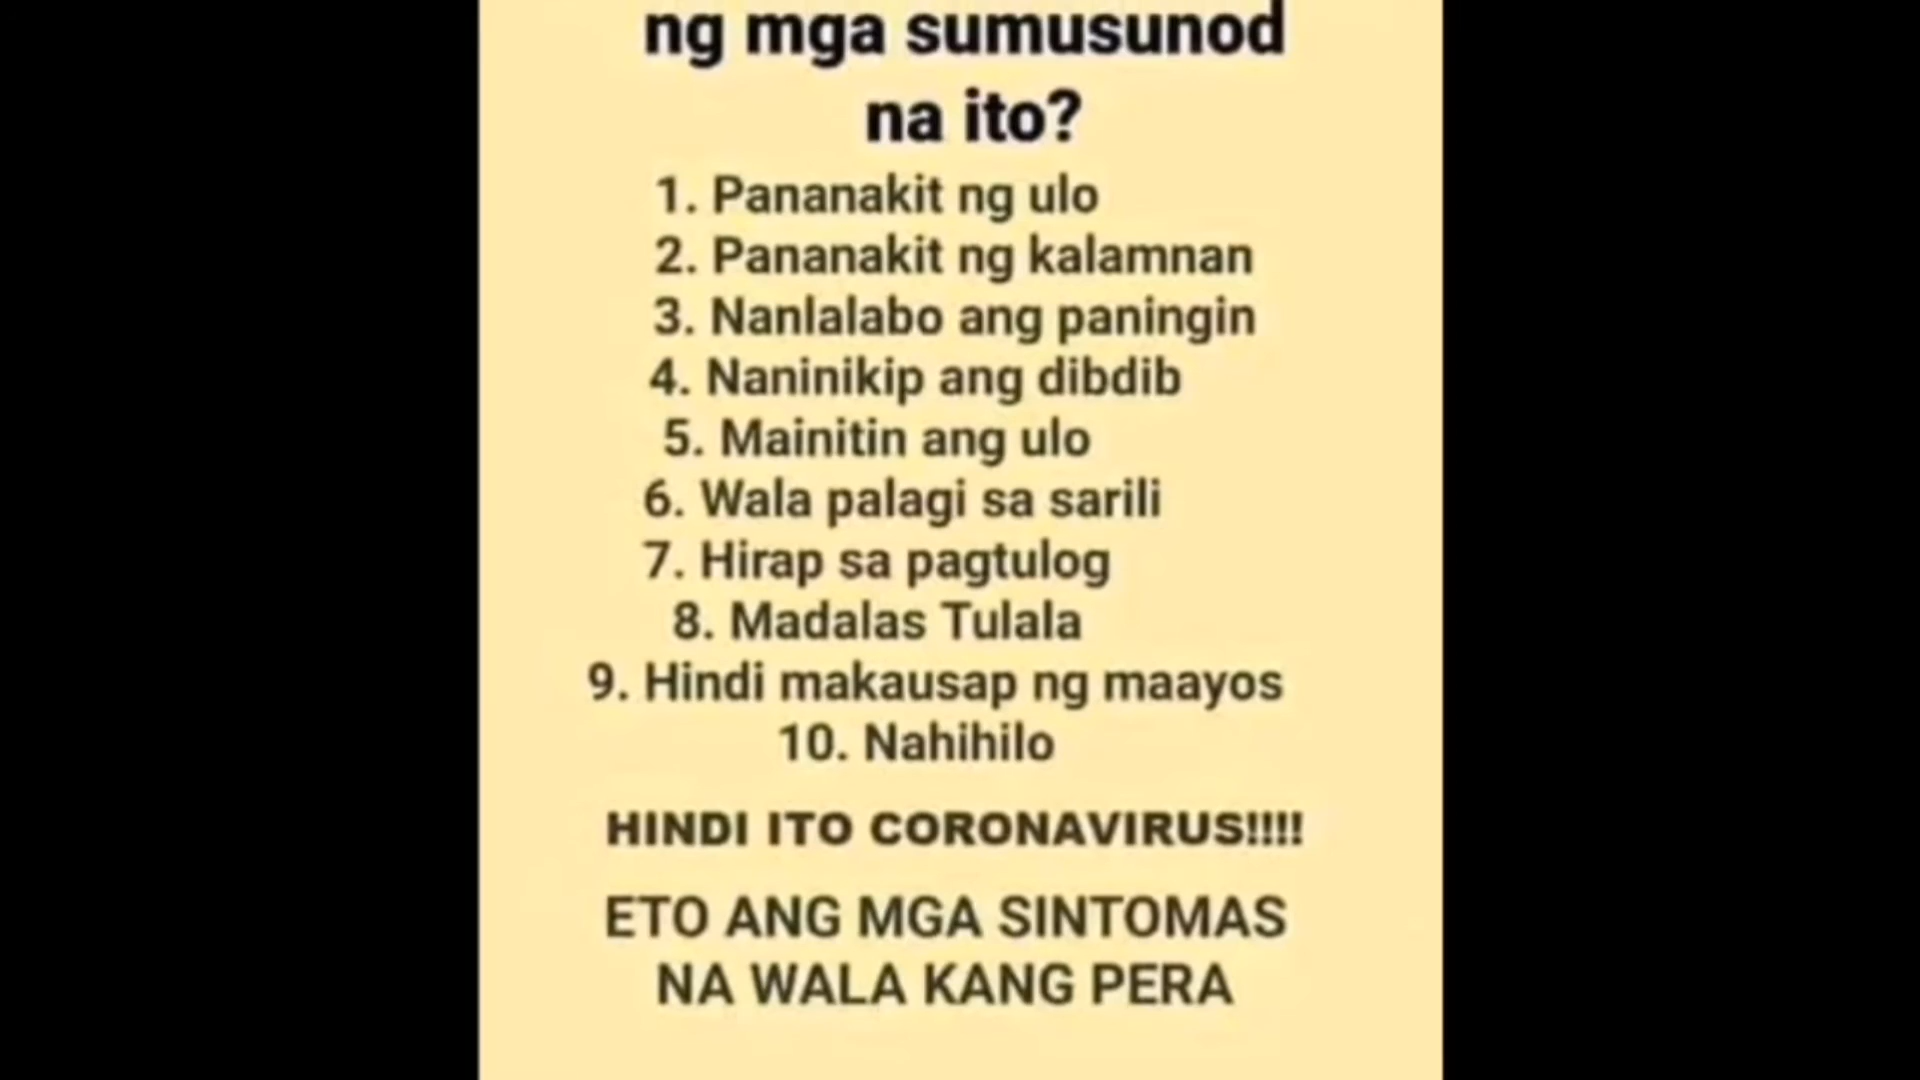 ng mga sumusunod
na ito?
1. Pananakit ng ulo
2. Pananakit ng kalamnan
3. Nanlalabo ang paningin
4. Naninikip ang dibdib
5. Mainitin ang ulo
6. Wala palagi sa sarili
7. Hirap sa pagtulog
8. Madalas Tulala
9. Hindi makausap ng maayos
10. Nahihilo
HINDI ITO CORONAVIRUS!!!!
ETO ANG MGA SINTOMAS
NA WALA KANG PERA